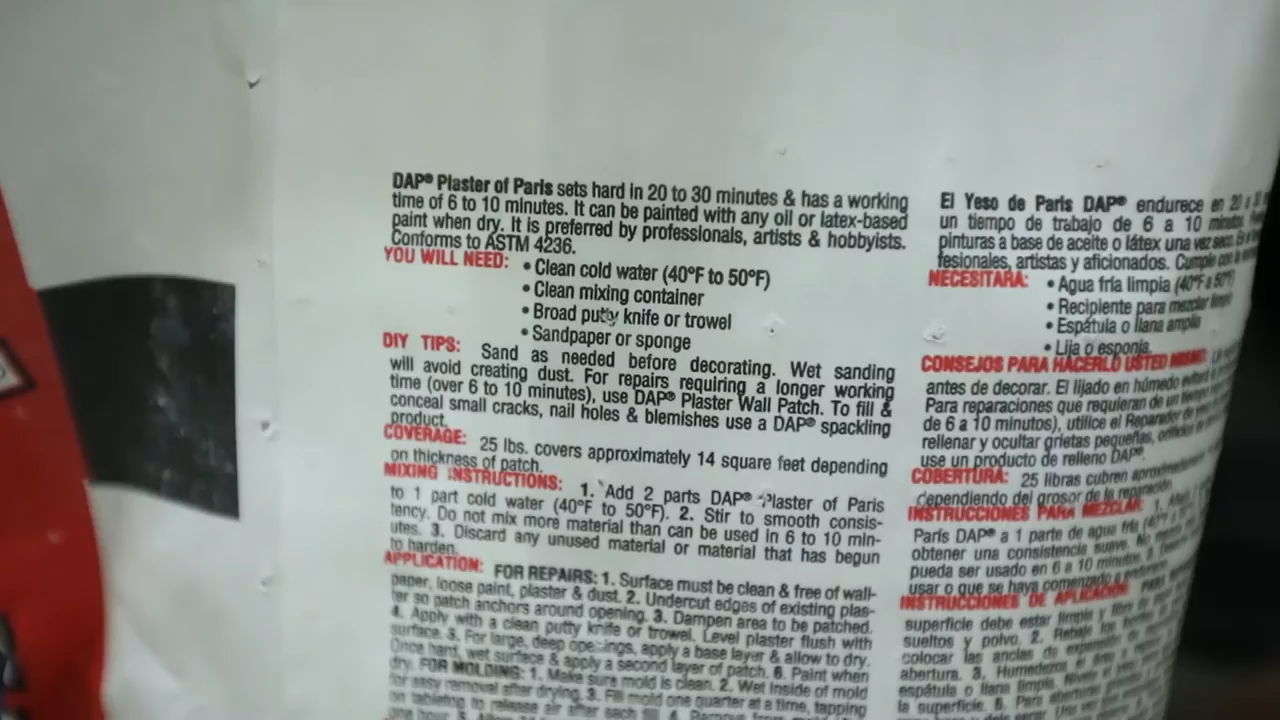 DAP® Plaster of Paris sets hard in 20 to 30 minutes & has a working
time of 6 to 10 minutes. It can be painted with any oil or latex-based
paint when dry. It is preferred by professionals, artists & hobbyists.
Conforms to ASTM 4236.
YOU WILL NEED: • Clean cold water (40°F to 50°F)
• Clean mixing container
• Broad putty knife or trowel
• Sandpaper or sponge
DIY TIPS: Sand as needed before decorating. Wet sanding
will avoid creating dust. For repairs requiring a longer working
time (over 6 to 10 minutes), use DAP® Plaster Wall Patch. To fill &
conceal small cracks, nail holes & blemishes use a DAP® spackling
product.
COVERAGE: 25 lbs. covers approximately 14 square feet depending
on thickness of patch.
MIXING INSTRUCTIONS: 1. Add 2 parts DAP® Plaster of Paris
to 1 part cold water (40°F to 50°F). 2. Stir to smooth consis-
tency. Do not mix more material than can be used in 6 to 10 min-
utes. 3. Discard any unused material or material that has begun
to harden.
APPLICATION: FOR REPAIRS: 1. Surface must be clean & free of wall-
paper, loose paint, plaster & dust. 2. Undercut edges of existing plas-
ter so patch anchors around opening. 3. Dampen area to be patched.
4. Apply with a clean putty knife or trowel. Level plaster flush with
surface. 5. For large, deep openings, apply a base layer & allow to dry.
Once hard, wet surface & apply a second layer of patch. 6. Paint when
dry. FOR MOLDING: 1. Make sure mold is clean. 2. Wet inside of mold
for easy removal after drying. 3. Fill mold one quarter at a time, tapping
on tabletop to release air after each fill. 4. Remove from mold
one hour. 5.
El Yeso de Paris DAP® endurece en 20 a
un tiempo de trabajo de 6 a 10 minutos.
pinturas a base de aceite o látex una vez seco.
fesionales, artistas y aficionados. Cumple con la
NECESITARA: • Agua fría limpia (40°F a 50°F)
• Recipiente para mezclar limpio
• Espátula o llana amplia
• Lija o esponja
CONSEJOS PARA HACERLO USTED MISMO:
antes de decorar. El lijado en húmedo evitará
Para reparaciones que requieran de un tiempo
de 6 a 10 minutos), utilice el Reparador de
rellenar y ocultar grietas pequeñas, orificios
use un producto de relleno DAP®.
COBERTURA: 25 libras cubren aproximadamente
dependiendo del grosor de la reparación.
INSTRUCCIONES PARA MEZCLAR: 1.
París DAP® a 1 parte de agua fría (40°F
obtener una consistencia suave. No
pueda ser usado en 6 a 10 minutos.
usar o que se haya comenzado a
INSTRUCCIONES DE APLICACIÓN:
superficie debe estar limpia y libre de
sueltos y polvo. 2. Rebaje los bordes
colocar las anclas de
abertura. 3. Humedezca el área a
espátula o llana limpia. Nivele
la superficie. 5. Para aberturas